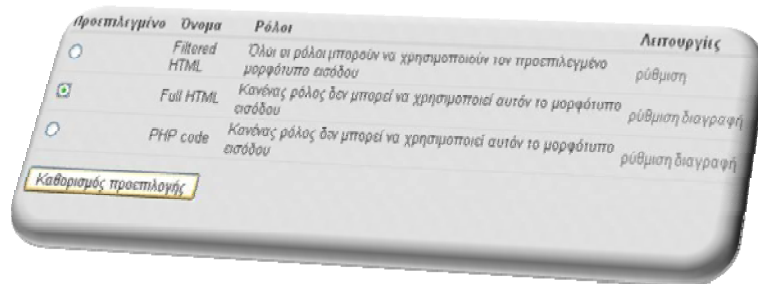 Προεπιλεγμένο Όνομα Ρόλοι Λειτουργίες
Filtered HTML Όλοι οι ρόλοι μπορούν να χρησιμοποιούν τον προεπιλεγμένο μορφότυπο εισόδου ρύθμιση
Full HTML Κανένας ρόλος δεν μπορεί να χρησιμοποιεί αυτόν το μορφότυπο εισόδου ρύθμιση διαγραφή
PHP code Κανένας ρόλος δεν μπορεί να χρησιμοποιεί αυτόν το μορφότυπο εισόδου ρύθμιση διαγραφή
Καθορισμός προεπιλογής